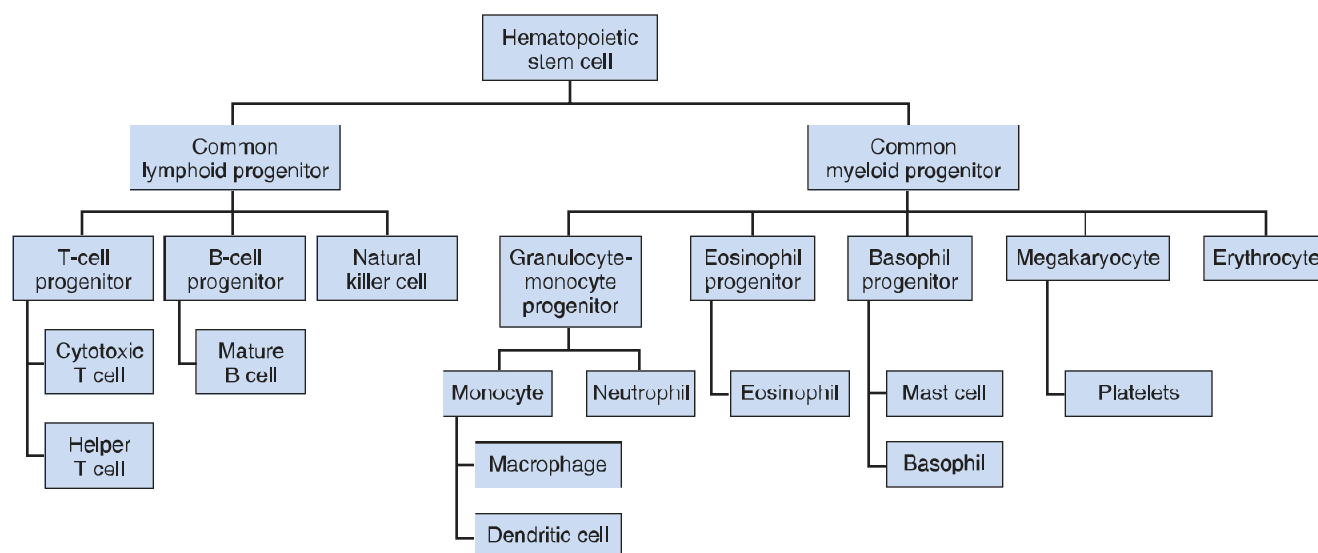 Hematopoietic
stem cell
Common
lymphoid progenitor
Common
myeloid progenitor
T-cell
progenitor
B-cell
progenitor
Natural
killer cell
Granulocyte-
monocyte
progenitor
Eosinophil
progenitor
Basophil
progenitor
Megakaryocyte
Erythrocyte
Cytotoxic
T cell
Mature
B cell
Monocyte
Neutrophil
Eosinophil
Mast cell
Platelets
Helper
T cell
Macrophage
Basophil
Dendritic cell